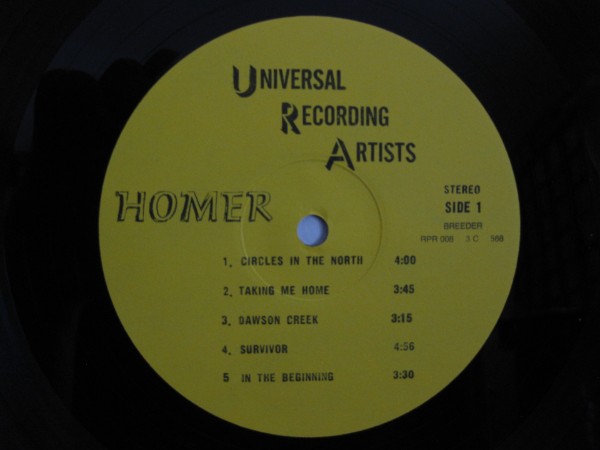 UNIVERSAL
RECORDING
ARTISTS
HOMER
STEREO
SIDE 1
BREEDER
RPR 008 3 C 566
1. CIRCLES IN THE NORTH 4:00
2. TAKING ME HOME 3:45
3. DAWSON CREEK 3:15
4. SURVIVOR 4:56
5 IN THE BEGINNING 3:30